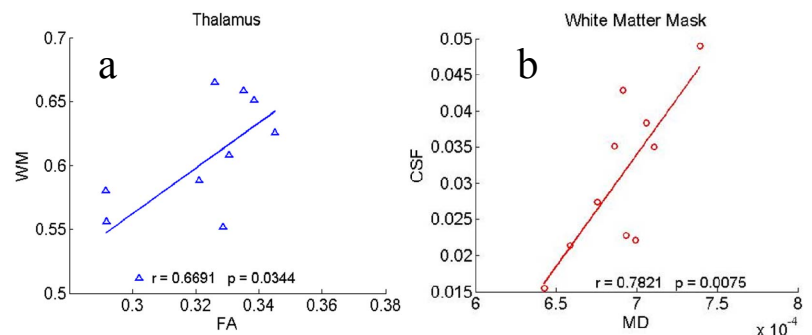 Thalamus
a
0.7
0.65
0.6
0.55
0.5
WM
r = 0.6691 p = 0.0344
0.3 0.32 0.34 0.36 0.38
FA
White Matter Mask
b
0.05
0.045
0.04
0.035
0.03
0.025
0.02
0.015
CSF
r = 0.7821 p = 0.0075
6 6.5 7 7.5 8
MD
x 10⁻⁴